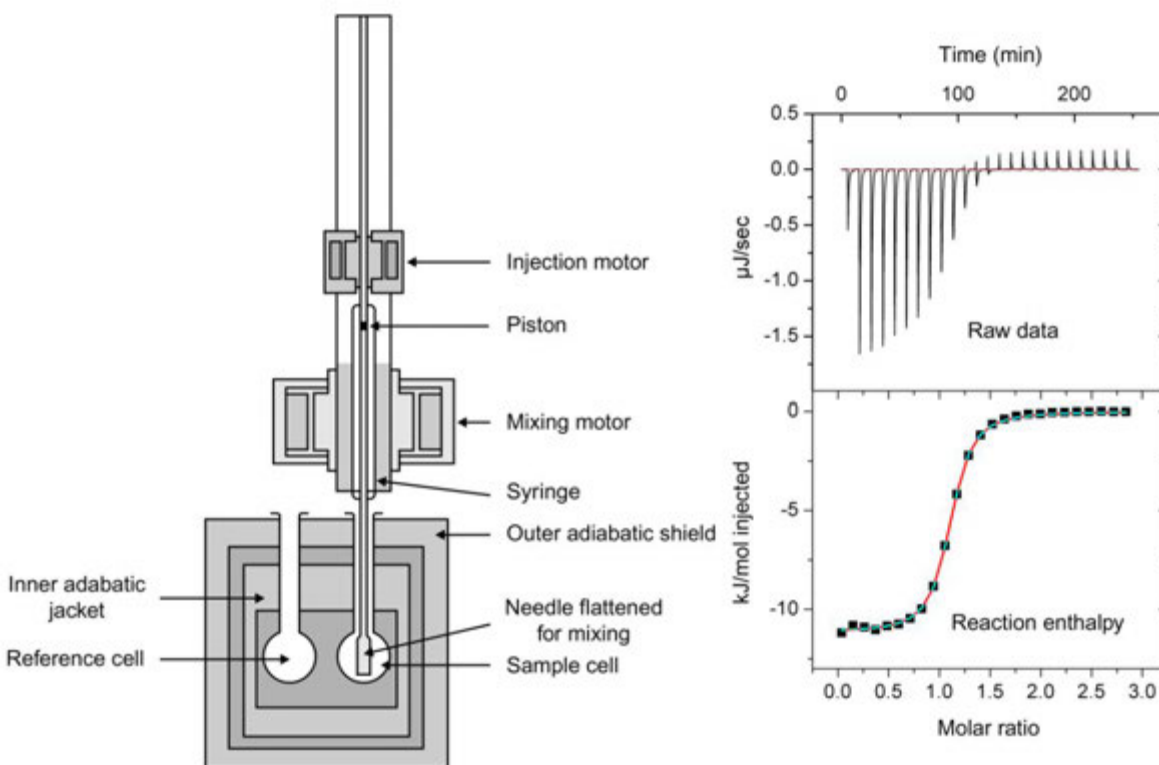 Injection motor
Piston
Mixing motor
Syringe
Outer adiabatic shield
Inner adabatic
jacket
Needle flattened
for mixing
Reference cell
Sample cell
Time (min)
0 100 200
0.5
0.0
-0.5
-1.0
-1.5
µJ/sec
Raw data
0
-5
-10
kJ/mol injected
Reaction enthalpy
0.0 0.5 1.0 1.5 2.0 2.5 3.0
Molar ratio